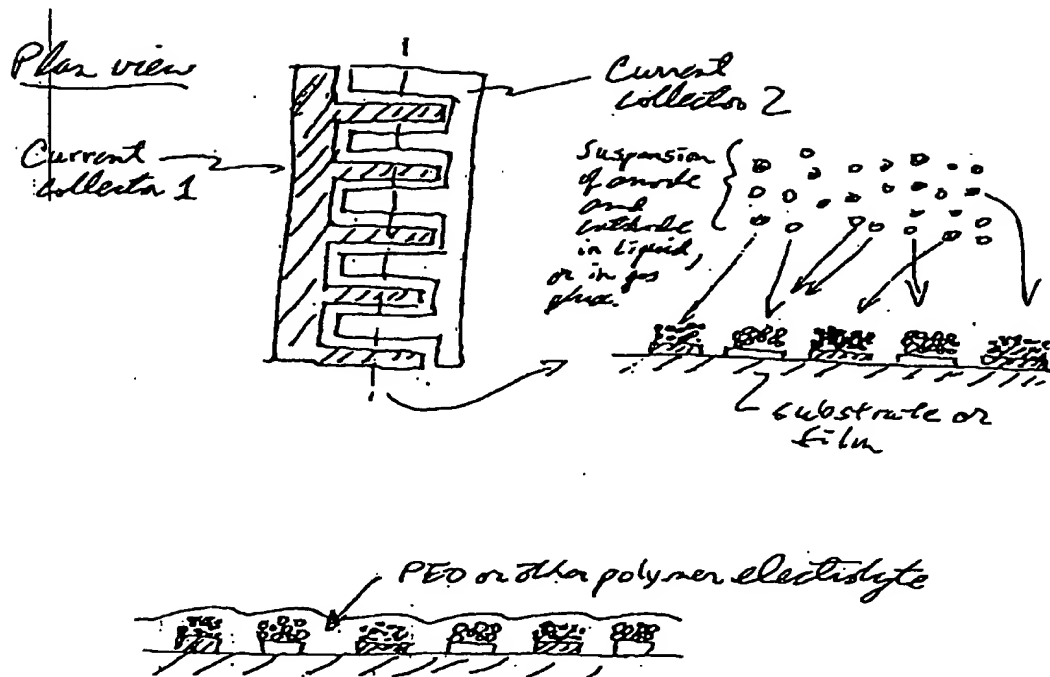 Plan view
Current
collector 1
Current
collector 2
Suspension
of anode
and
cathode
in liquid,
or in gas
flux.
substrate or
film
PEO or other polymer electrolyte